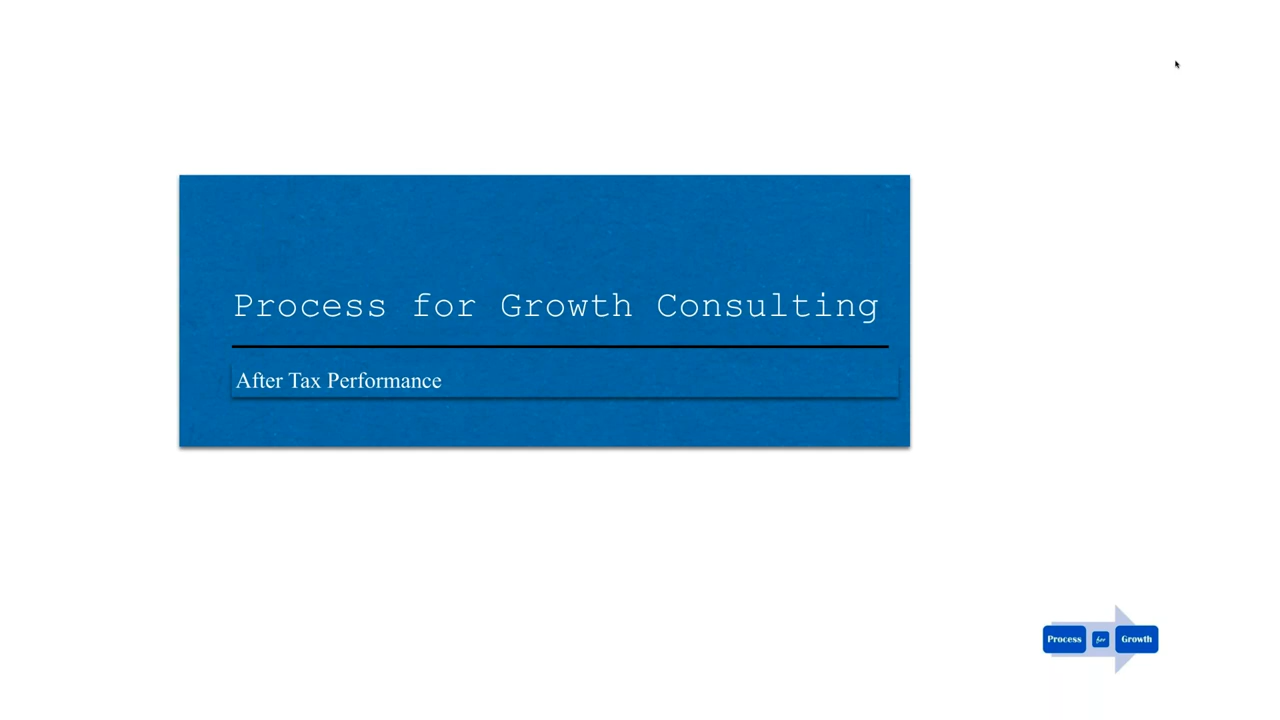 Process for Growth Consulting
After Tax Performance
Process for Growth